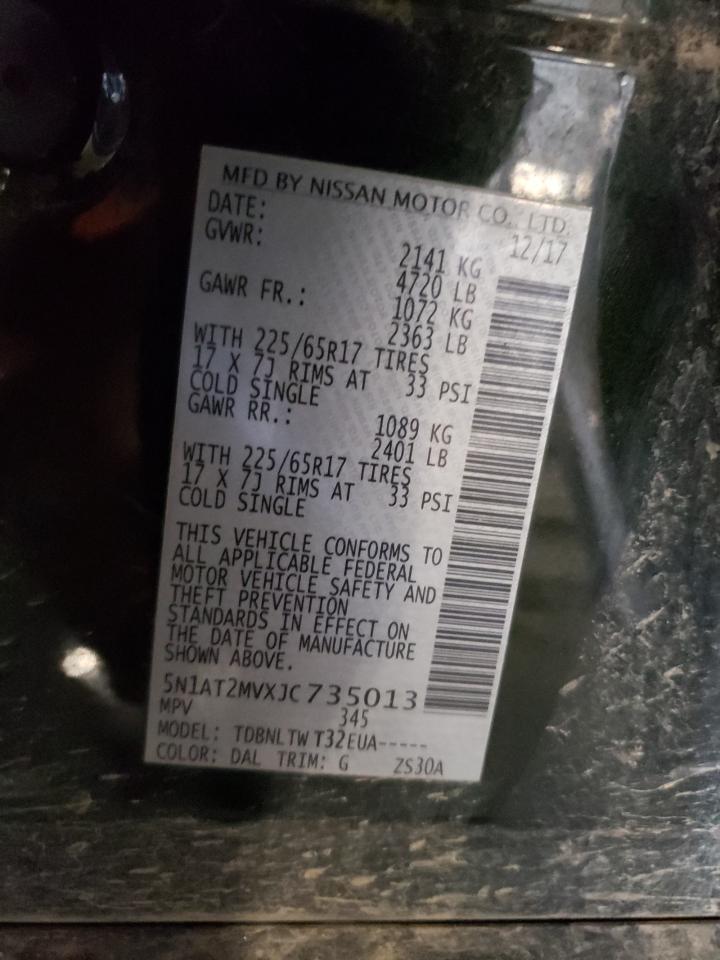 MFD BY NISSAN MOTOR CO., LTD.
DATE: 12/17
GVWR: 2141 KG
4720 LB
GAWR FR.: 1072 KG
2363 LB
WITH 225/65R17 TIRES
17 X 7J RIMS AT 33 PSI
COLD SINGLE
GAWR RR.: 1089 KG
2401 LB
WITH 225/65R17 TIRES
17 X 7J RIMS AT 33 PSI
COLD SINGLE
THIS VEHICLE CONFORMS TO
ALL APPLICABLE FEDERAL
MOTOR VEHICLE SAFETY AND
THEFT PREVENTION
STANDARDS IN EFFECT ON
THE DATE OF MANUFACTURE
SHOWN ABOVE.
5N1AT2MVXJC735013
MPV 345
MODEL: TDBNLTW T32EUA-----
COLOR: DAL TRIM: G ZS30A